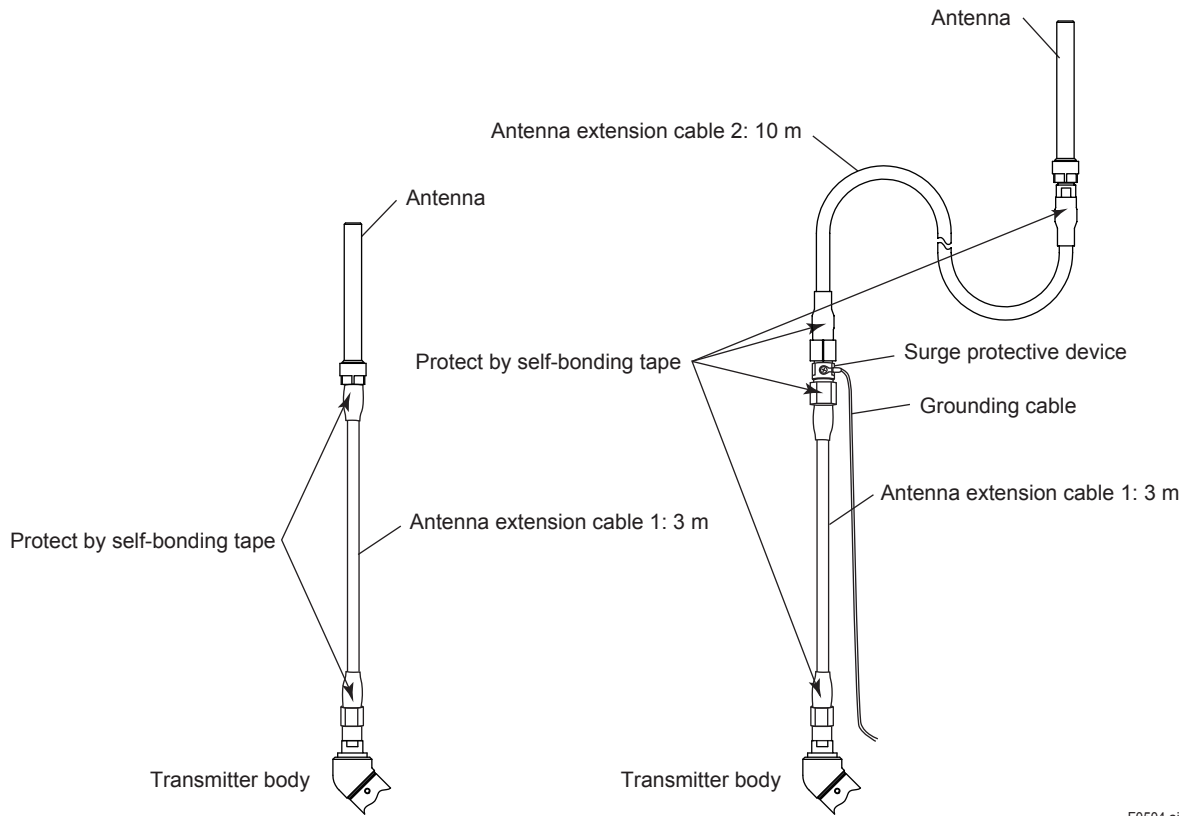 Antenna
Antenna extension cable 2: 10 m
Antenna
Protect by self-bonding tape
Surge protective device
Grounding cable
Antenna extension cable 1: 3 m
Antenna extension cable 1: 3 m
Protect by self-bonding tape
Transmitter body
Transmitter body